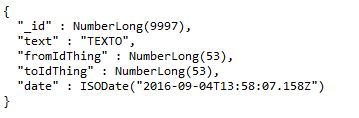 {
  "_id" : NumberLong(9997),
  "text" : "TEXTO",
  "fromIdThing" : NumberLong(53),
  "toIdThing" : NumberLong(53),
  "date" : ISODate("2016-09-04T13:58:07.158Z")
}